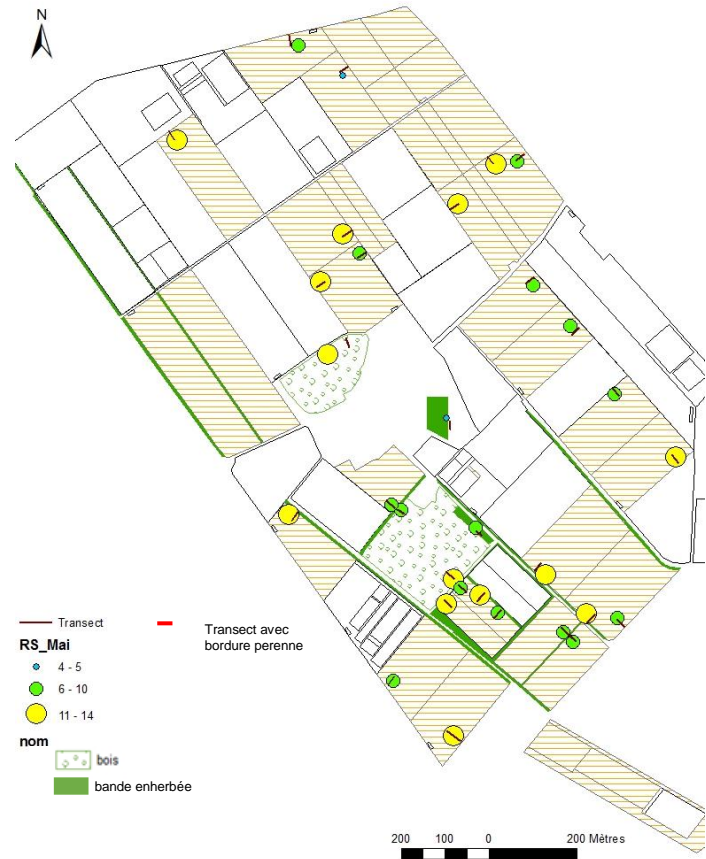 N
Transect
Transect avec
bordure perenne
RS_Mai
4 - 5
6 - 10
11 - 14
nom
bois
bande enherbée
200 100 0 200 Mètres